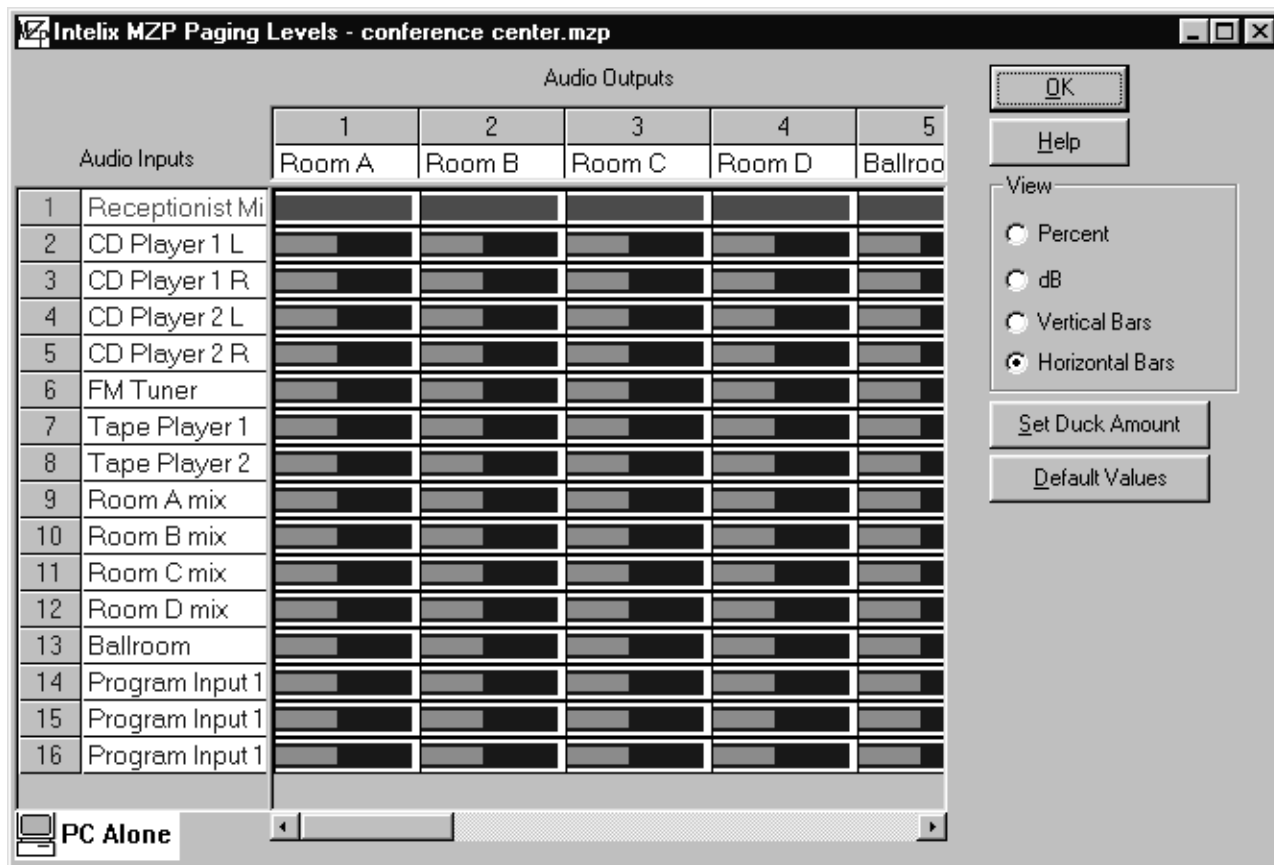 Intelix MZP Paging Levels - conference center.mzp
Audio Outputs
OK
1 2 3 4 5
Help
Audio Inputs
Room A Room B Room C Room D Ballroo
View
1 Receptionist Mi
2 CD Player 1 L
Percent
3 CD Player 1 R
dB
4 CD Player 2 L
Vertical Bars
5 CD Player 2 R
Horizontal Bars
6 FM Tuner
7 Tape Player 1
Set Duck Amount
8 Tape Player 2
Default Values
9 Room A mix
10 Room B mix
11 Room C mix
12 Room D mix
13 Ballroom
14 Program Input 1
15 Program Input 1
16 Program Input 1
PC Alone